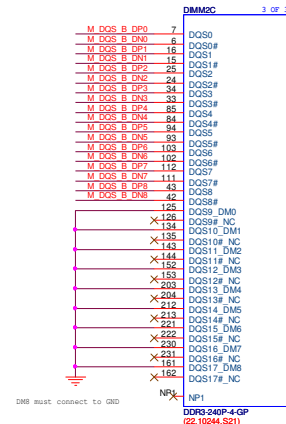 DIMM2C 3 OF
M_DQS_B_DP0 7 DQS0
M_DQS_B_DN0 6 DQS0#
M_DQS_B_DP1 16 DQS1
M_DQS_B_DN1 15 DQS1#
M_DQS_B_DP2 25 DQS2
M_DQS_B_DN2 24 DQS2#
M_DQS_B_DP3 34 DQS3
M_DQS_B_DN3 33 DQS3#
M_DQS_B_DP4 85 DQS4
M_DQS_B_DN4 84 DQS4#
M_DQS_B_DP5 94 DQS5
M_DQS_B_DN5 93 DQS5#
M_DQS_B_DP6 103 DQS6
M_DQS_B_DN6 102 DQS6#
M_DQS_B_DP7 112 DQS7
M_DQS_B_DN7 111 DQS7#
M_DQS_B_DP8 43 DQS8
M_DQS_B_DN8 42 DQS8#
125 DQS9_DM0
126 DQS9#_NC
134 DQS10_DM1
135 DQS10#_NC
143 DQS11_DM2
144 DQS11#_NC
152 DQS12_DM3
153 DQS12#_NC
203 DQS13_DM4
204 DQS13#_NC
212 DQS14_DM5
213 DQS14#_NC
221 DQS15_DM6
222 DQS15#_NC
230 DQS16_DM7
231 DQS16#_NC
161 DQS17_DM8
162 DQS17#_NC
NP1 NP1
DM8 must connect to GND
DDR3-240P-4-GP
(22.10244.S21)